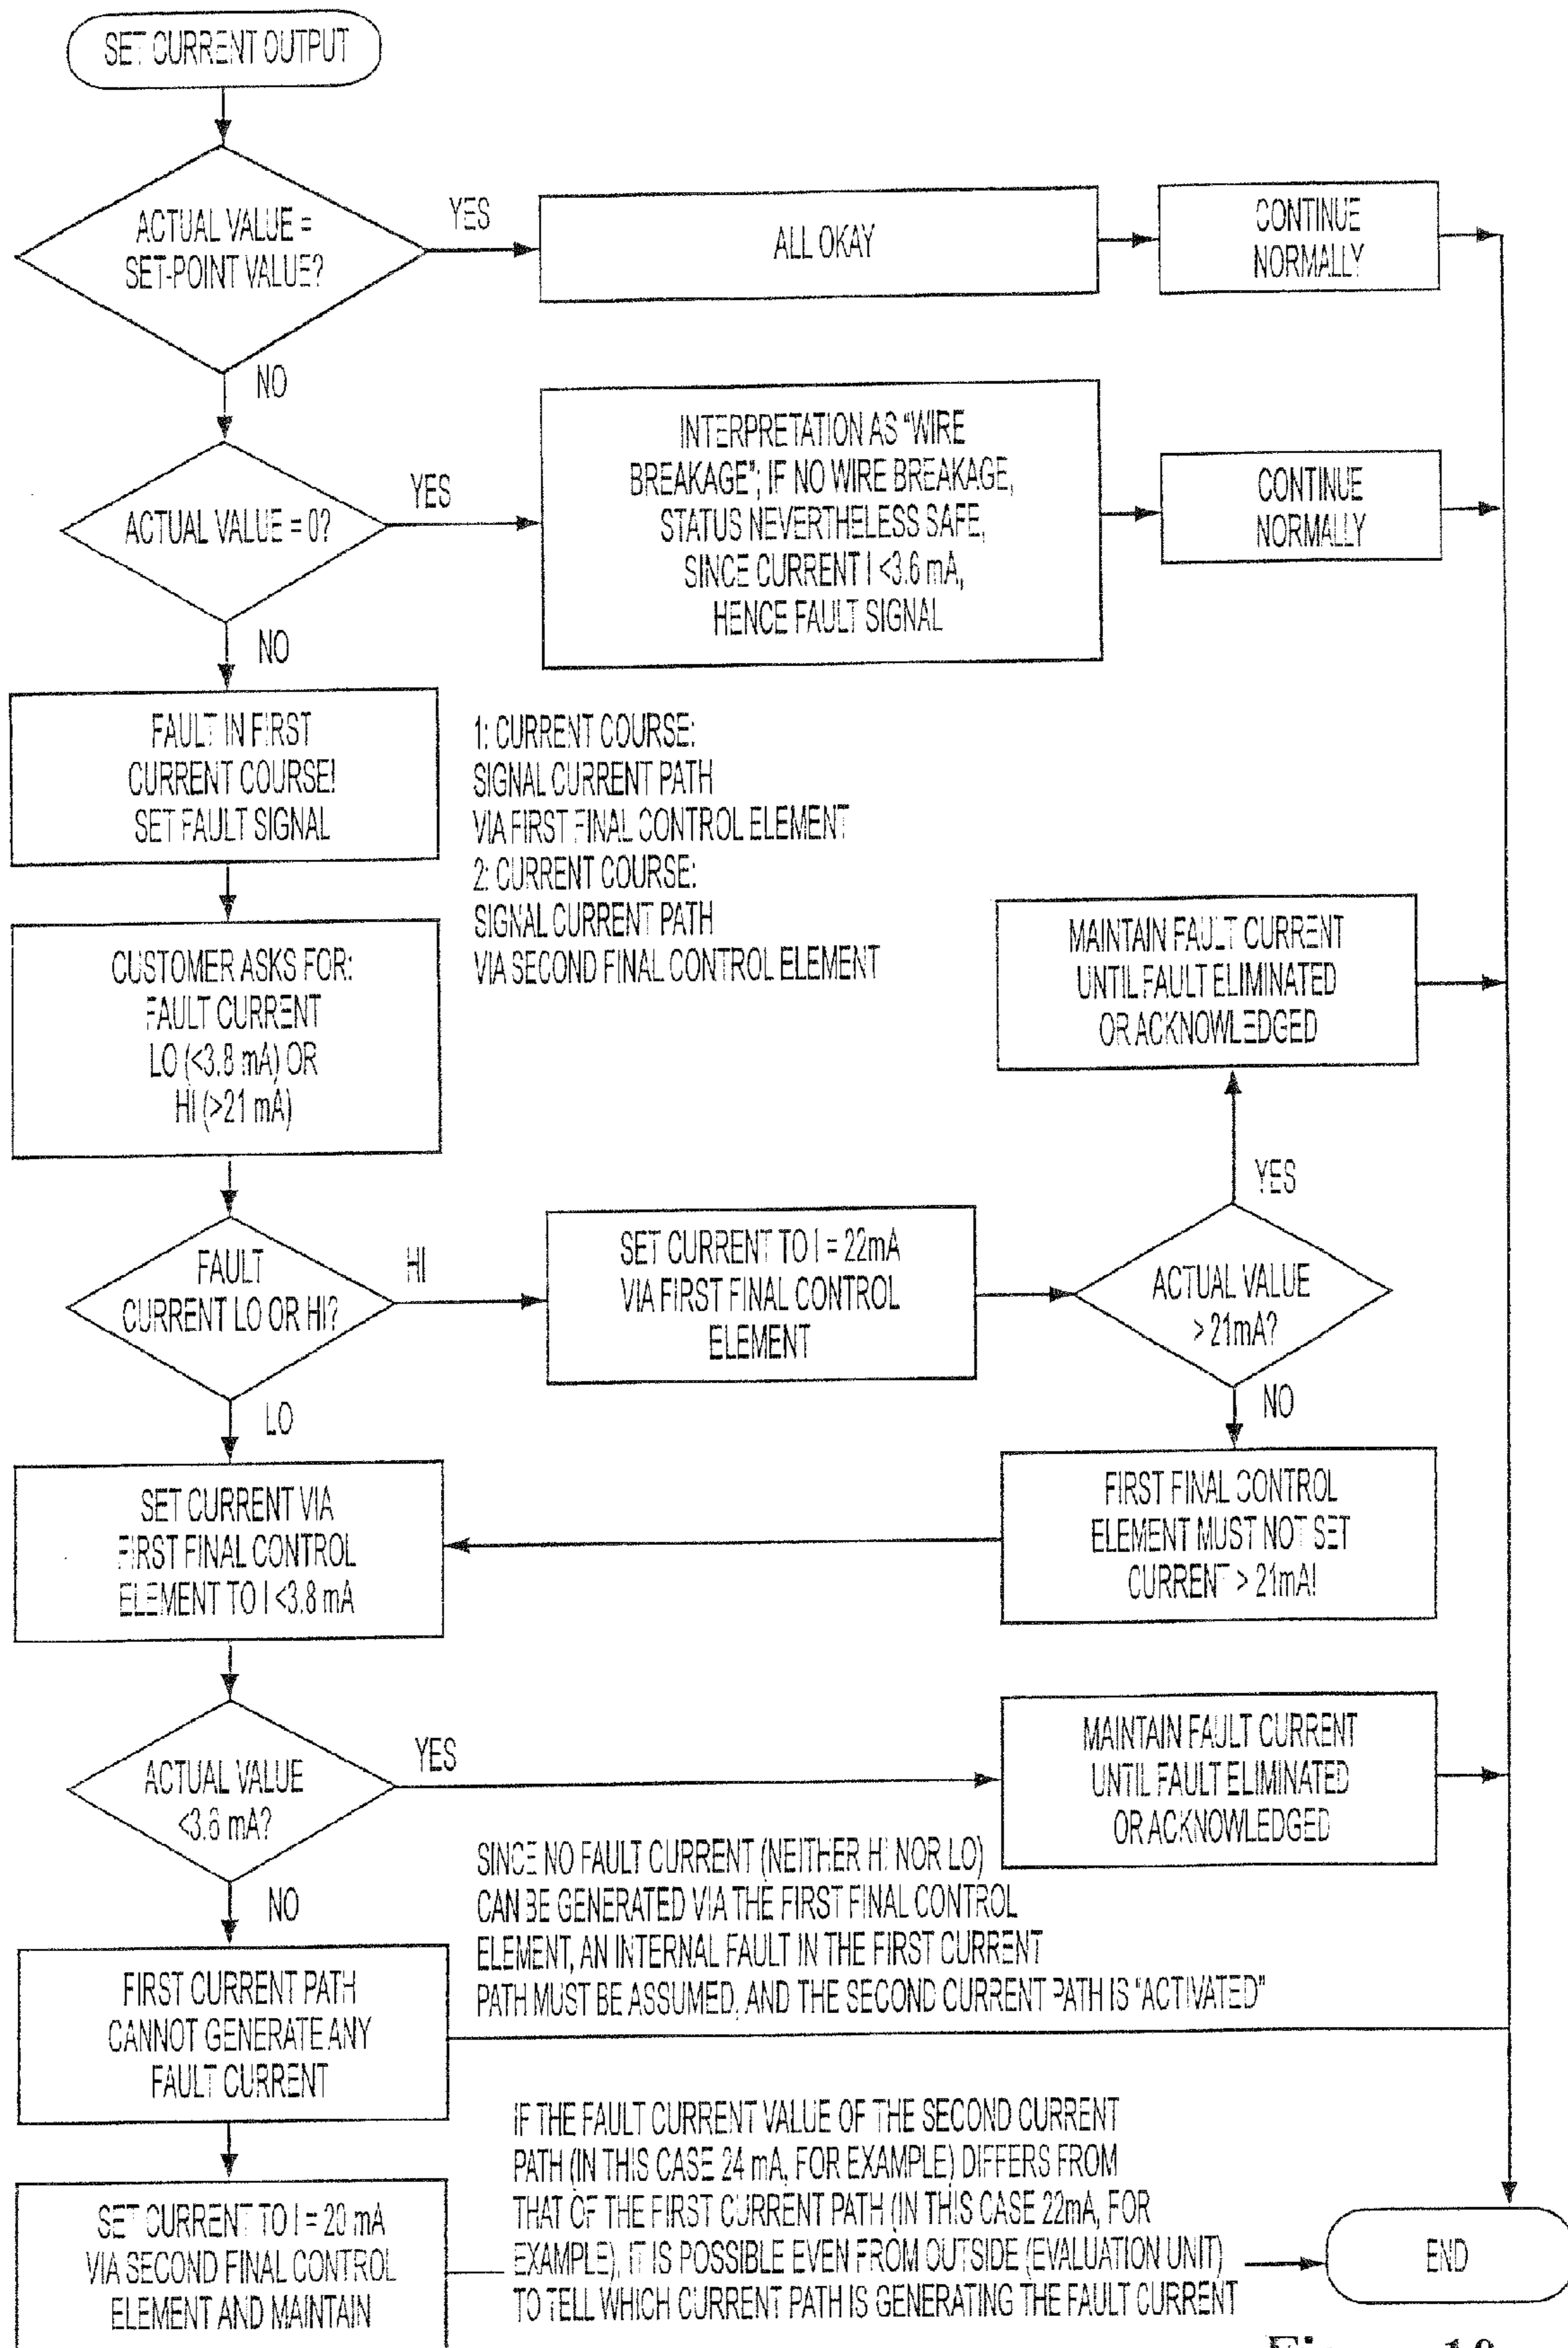 SET CURRENT OUTPUT
ACTUAL VALUE =
SET-POINT VALUE?
YES
ALL OKAY
CONTINUE
NORMALLY
NO
ACTUAL VALUE = 0?
YES
INTERPRETATION AS "WIRE
BREAKAGE"; IF NO WIRE BREAKAGE,
STATUS NEVERTHELESS SAFE,
SINCE CURRENT I <3.6 mA,
HENCE FAULT SIGNAL
CONTINUE
NORMALLY
NO
FAULT IN FIRST
CURRENT COURSE!
SET FAULT SIGNAL
1: CURRENT COURSE:
SIGNAL CURRENT PATH
VIA FIRST FINAL CONTROL ELEMENT
2: CURRENT COURSE:
SIGNAL CURRENT PATH
VIA SECOND FINAL CONTROL ELEMENT
CUSTOMER ASKS FOR:
FAULT CURRENT
LO (<3.8 mA) OR
HI (>21 mA)
MAINTAIN FAULT CURRENT
UNTIL FAULT ELIMINATED
OR ACKNOWLEDGED
YES
FAULT
CURRENT LO OR HI?
HI
SET CURRENT TO I = 22mA
VIA FIRST FINAL CONTROL
ELEMENT
ACTUAL VALUE
> 21mA?
LO
NO
SET CURRENT VIA
FIRST FINAL CONTROL
ELEMENT TO I <3.8 mA
FIRST FINAL CONTROL
ELEMENT MUST NOT SET
CURRENT > 21mA!
ACTUAL VALUE
<3.6 mA?
YES
MAINTAIN FAULT CURRENT
UNTIL FAULT ELIMINATED
OR ACKNOWLEDGED
NO
SINCE NO FAULT CURRENT (NEITHER HI NOR LO)
CAN BE GENERATED VIA THE FIRST FINAL CONTROL
ELEMENT, AN INTERNAL FAULT IN THE FIRST CURRENT
PATH MUST BE ASSUMED, AND THE SECOND CURRENT PATH IS "ACTIVATED"
FIRST CURRENT PATH
CANNOT GENERATE ANY
FAULT CURRENT
IF THE FAULT CURRENT VALUE OF THE SECOND CURRENT
PATH (IN THIS CASE 24 mA, FOR EXAMPLE) DIFFERS FROM
THAT OF THE FIRST CURRENT PATH (IN THIS CASE 22mA, FOR
EXAMPLE), IT IS POSSIBLE EVEN FROM OUTSIDE (EVALUATION UNIT)
TO TELL WHICH CURRENT PATH IS GENERATING THE FAULT CURRENT
SET CURRENT TO I = 20 mA
VIA SECOND FINAL CONTROL
ELEMENT AND MAINTAIN
END